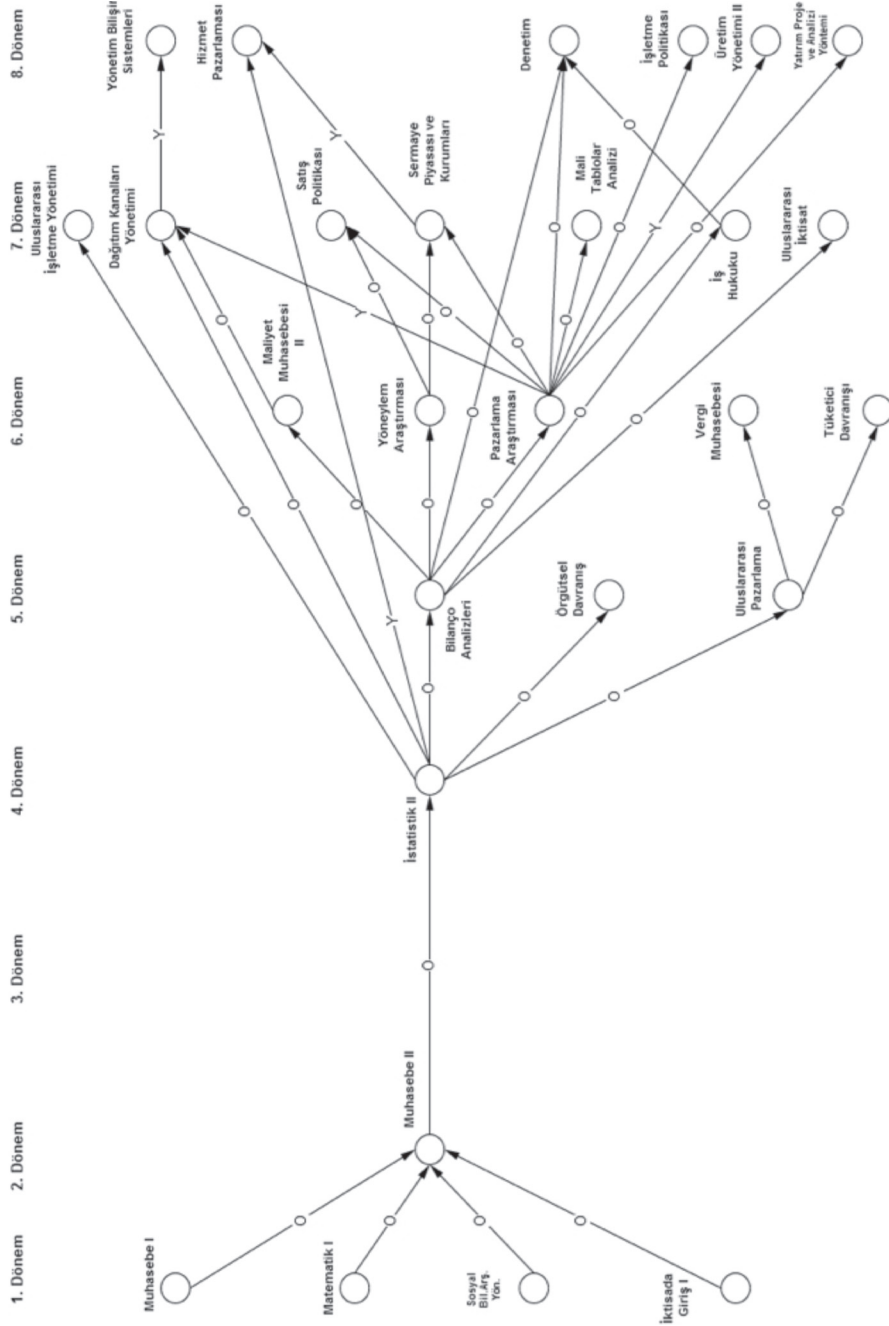 1. Dönem
2. Dönem
3. Dönem
4. Dönem
5. Dönem
6. Dönem
7. Dönem
8. Dönem
Muhasebe I
Matematik I
Sosyal
Bil.Arş.
Yön.
İktisada
Giriş I
O
O
O
O
Muhasebe II
O
İstatistik II
O
O
Y
O
O
O
Bilanço
Analizleri
Örgütsel
Davranış
Uluslararası
Pazarlama
O
O
O
O
O
O
O
O
Maliyet
Muhasebesi
II
Yöneylem
Araştırması
Pazarlama
Araştırması
Vergi
Muhasebesi
Tüketici
Davranışı
O
Y
O
O
O
O
O
O
O
Y
O
Uluslararası
İşletme Yönetimi
Dağıtım Kanalları
Yönetimi
Satış
Politikası
Sermaye
Piyasası ve
Kurumları
Mali
Tablolar
Analizi
İş
Hukuku
Uluslararası
İktisat
Y
Y
O
Yönetim Bilişim
Sistemleri
Hizmet
Pazarlaması
Denetim
İşletme
Politikası
Üretim
Yönetimi II
Yatırım Proje
ve Analizi
Yöntemi